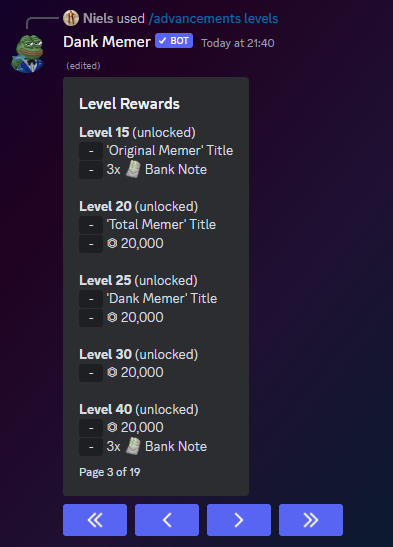 Niels used /advancements levels
Dank Memer ✓ BOT Today at 21:40
(edited)
Level Rewards
Level 15 (unlocked)
- 'Original Memer' Title
- 3x Bank Note
Level 20 (unlocked)
- 'Total Memer' Title
- ⏣ 20,000
Level 25 (unlocked)
- 'Dank Memer' Title
- ⏣ 20,000
Level 30 (unlocked)
- ⏣ 20,000
Level 40 (unlocked)
- ⏣ 20,000
- 3x Bank Note
Page 3 of 19